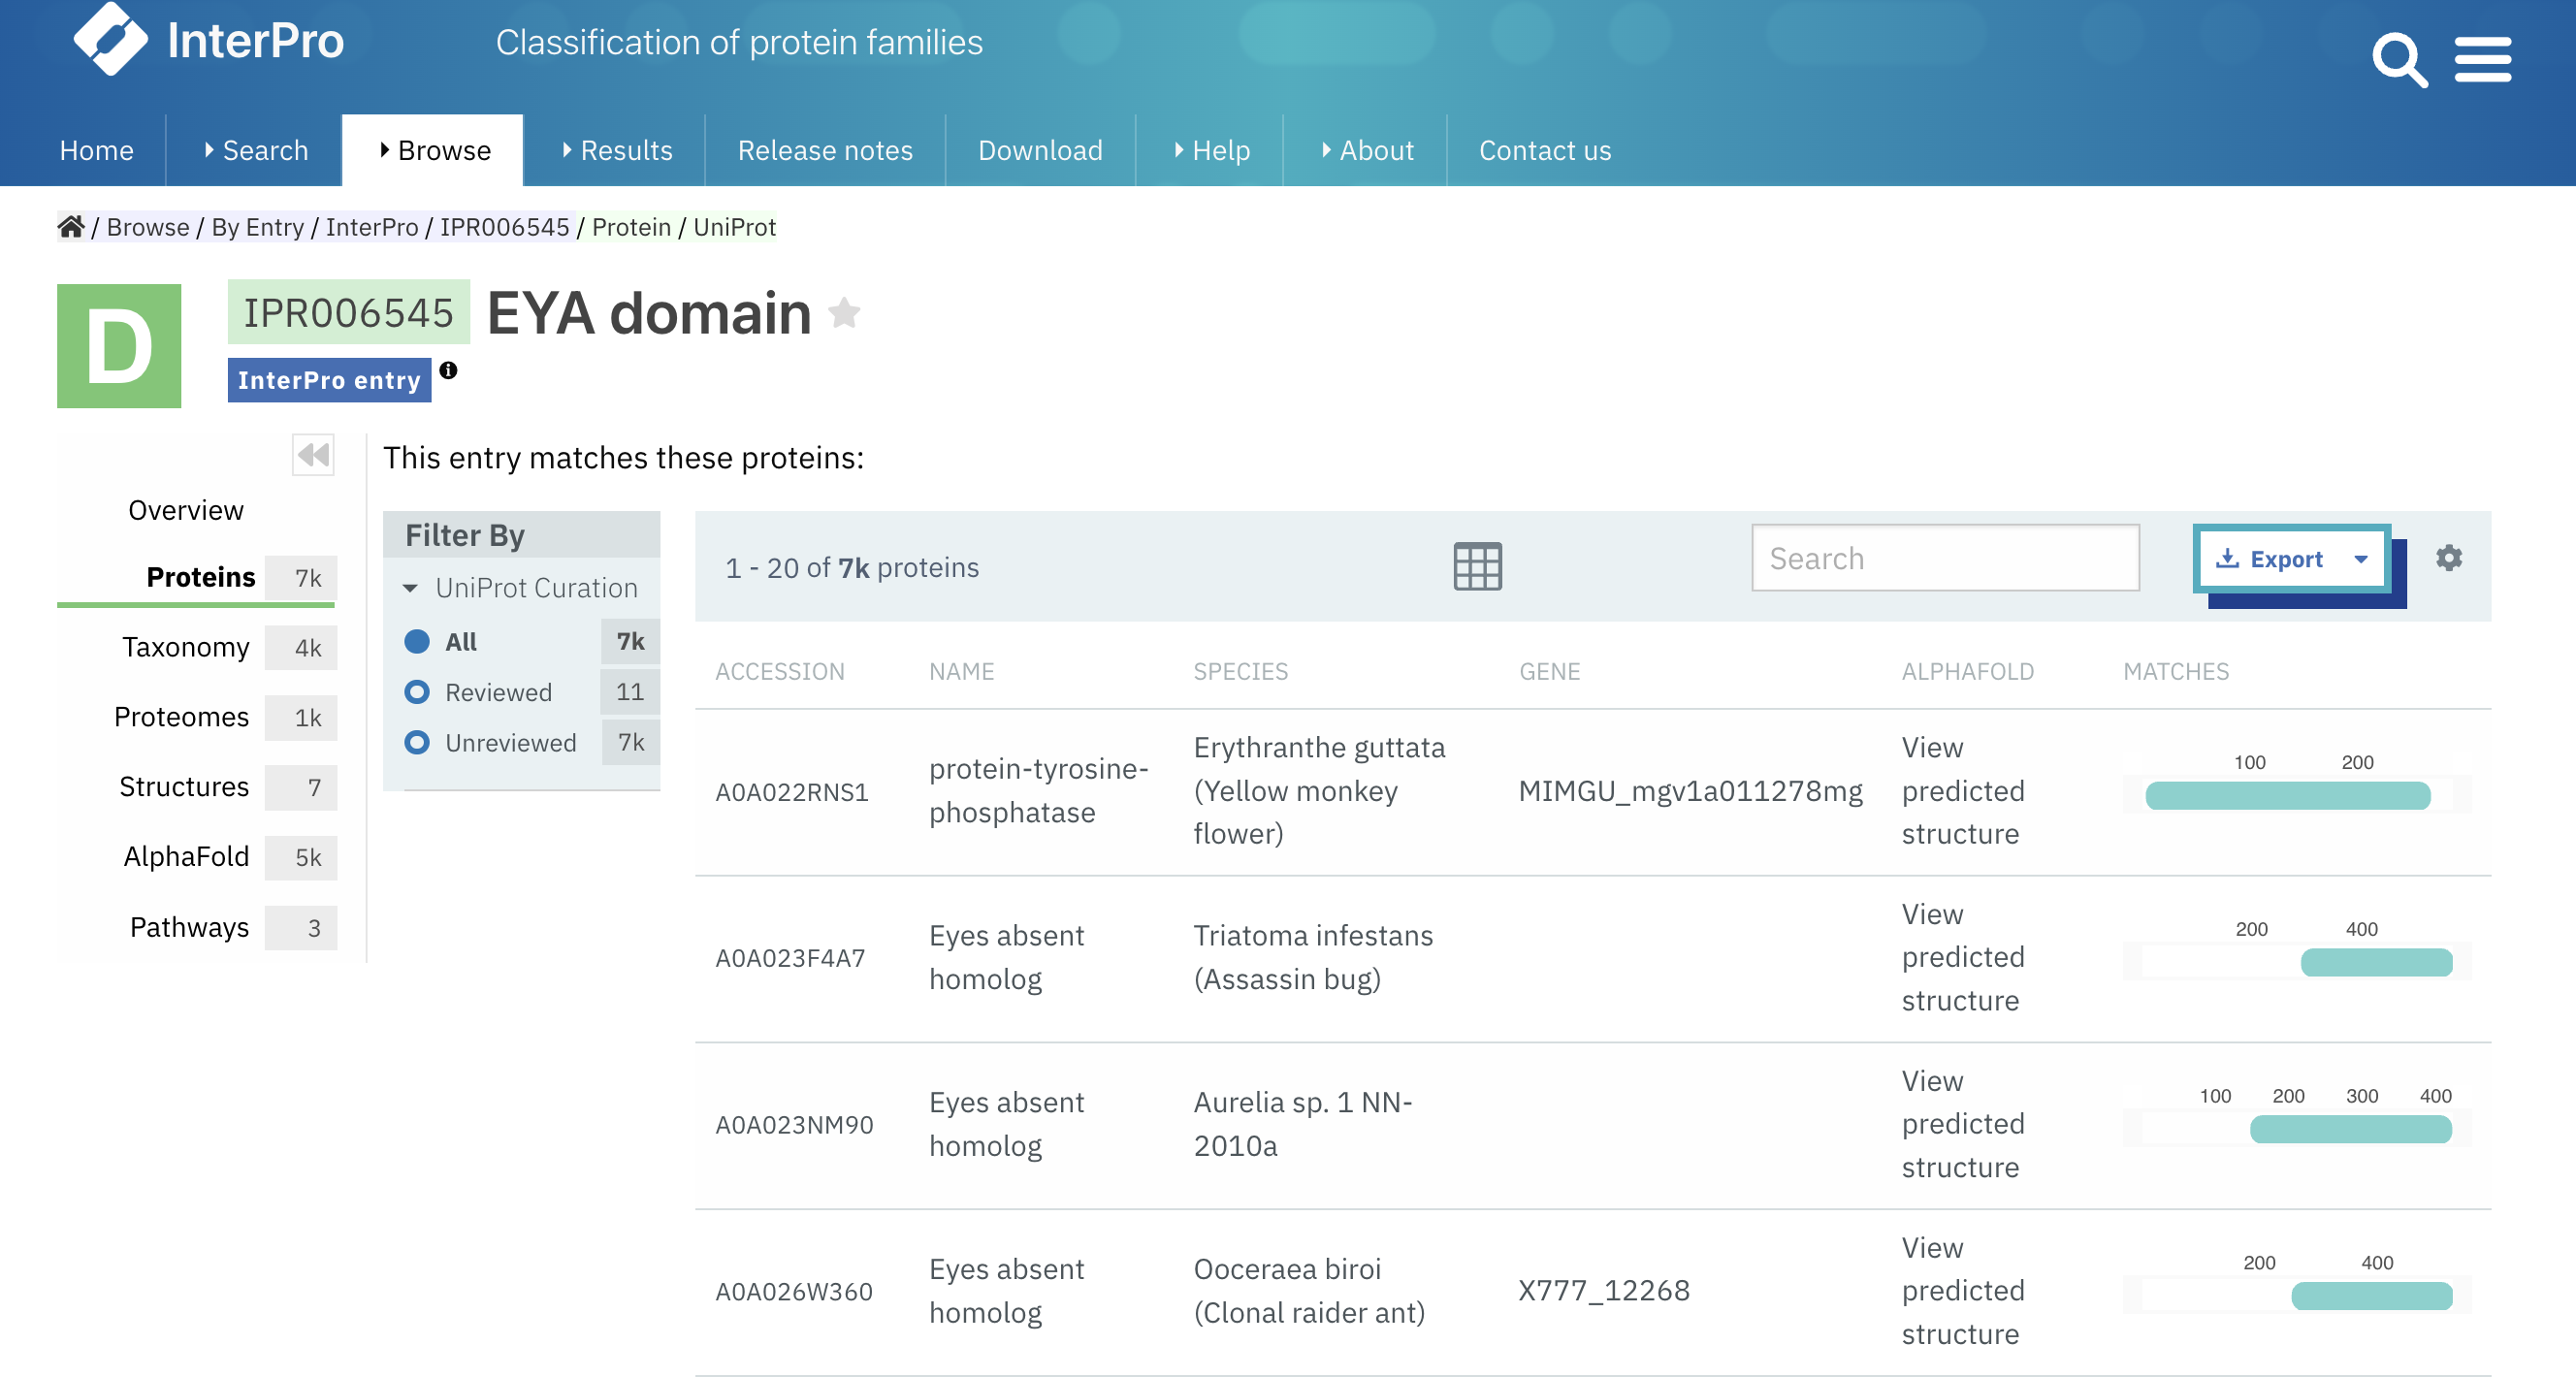 InterPro
Classification of protein families
Home
Search
Browse
Results
Release notes
Download
Help
About
Contact us
/ Browse / By Entry / InterPro / IPR006545 / Protein / UniProt
D
IPR006545 EYA domain
InterPro entry
This entry matches these proteins:
Overview
Proteins 7k
Taxonomy 4k
Proteomes 1k
Structures 7
AlphaFold 5k
Pathways 3
Filter By
UniProt Curation
All 7k
Reviewed 11
Unreviewed 7k
1 - 20 of 7k proteins
Search
Export
ACCESSION NAME SPECIES GENE ALPHAFOLD MATCHES
A0A022RNS1
protein-tyrosine-
phosphatase
Erythranthe guttata
(Yellow monkey
flower)
MIMGU_mgv1a011278mg
View
predicted
structure
100 200
A0A023F4A7
Eyes absent
homolog
Triatoma infestans
(Assassin bug)
View
predicted
structure
200 400
A0A023NM90
Eyes absent
homolog
Aurelia sp. 1 NN-
2010a
View
predicted
structure
100 200 300 400
A0A026W360
Eyes absent
homolog
Ooceraea biroi
(Clonal raider ant)
X777_12268
View
predicted
structure
200 400